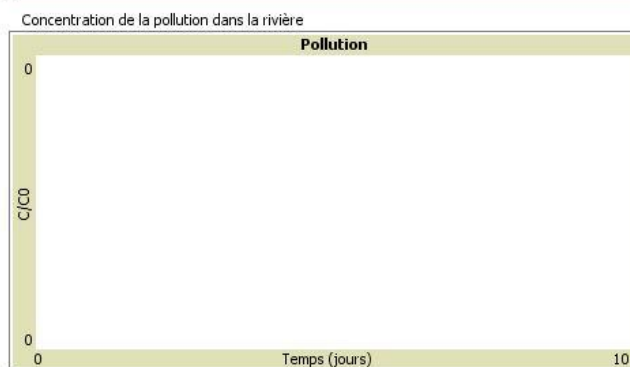 Concentration de la pollution dans la rivière
Pollution
0
C/C0
0
0 Temps (jours) 10